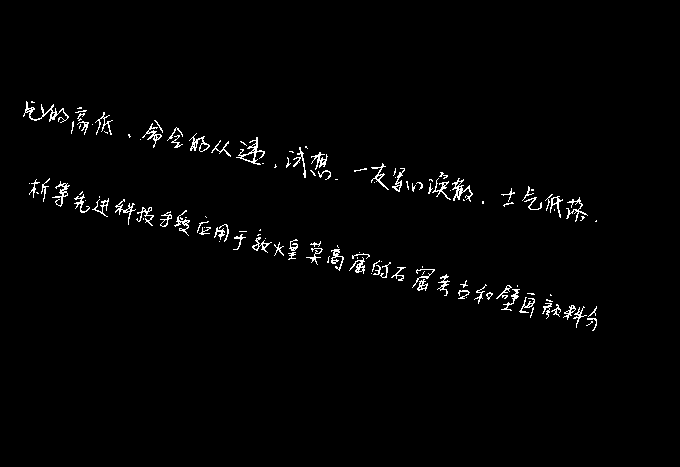 气的高低、命令的从违,试想,一支军心涣散,士气低落,
析等先进科技手段应用于敦煌莫高窟的石窟考古和壁画颜料分